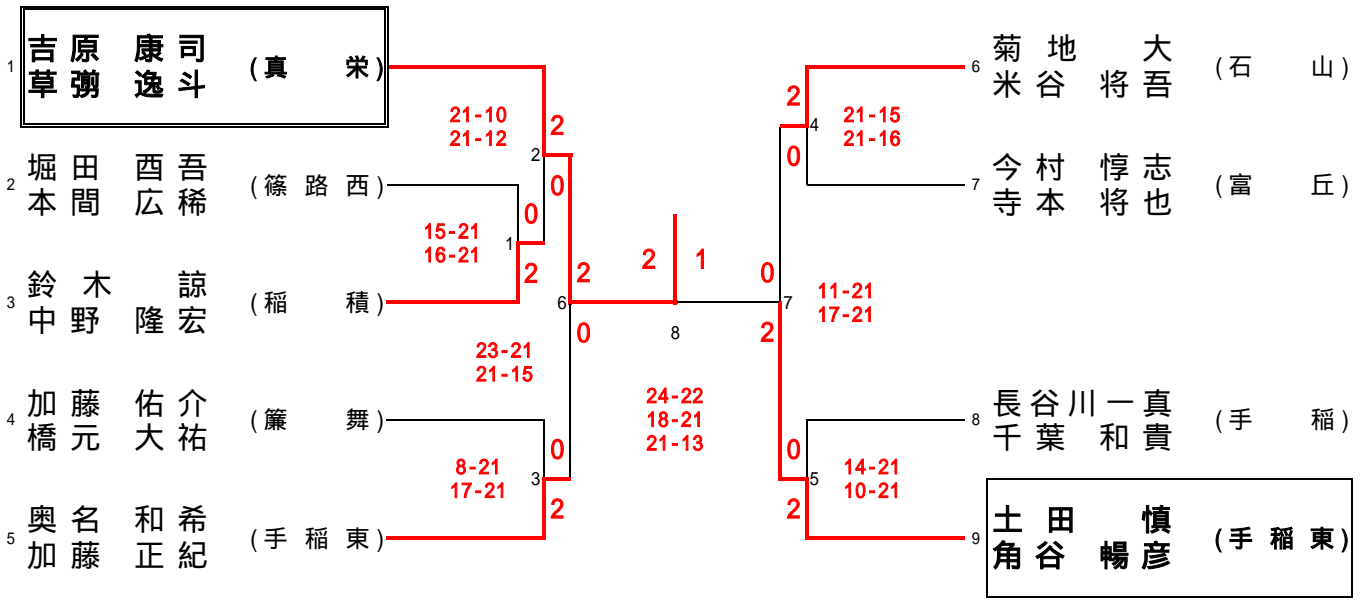 1 吉原 康司 (真 栄)
草彅 逸斗
2 堀田 酉吾 (篠路西)
本間 広稀
3 鈴木 諒 (稲 積)
中野 隆宏
4 加藤 佑介 (簾 舞)
橋元 大祐
5 奥名 和希 (手稲東)
加藤 正紀
21-10
21-12
2
2
0
15-21
16-21
0
1
2
2
6
0
23-21
21-15
8-21
17-21
0
3
2
2 1
8
24-22
18-21
21-13
6 菊地 大 (石 山)
米谷 将吾
7 今村 惇志 (富 丘)
寺本 将也
8 長谷川一真 (手 稲)
千葉 和貴
9 土田 慎 (手稲東)
角谷 暢彦
2
4
0
21-15
21-16
0
7
2
11-21
17-21
0
5
2
14-21
10-21